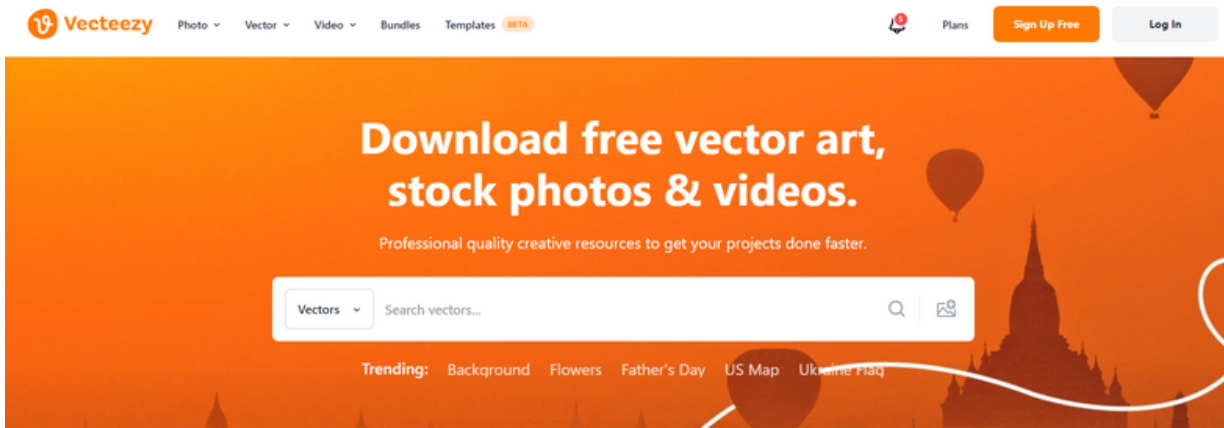 Vecteezy Photo Vector Video Bundles Templates BETA 5 Plans Sign Up Free Log In
Download free vector art,
stock photos & videos.
Professional quality creative resources to get your projects done faster.
Vectors Search vectors...
Trending: Background Flowers Father's Day US Map Ukraine Flag